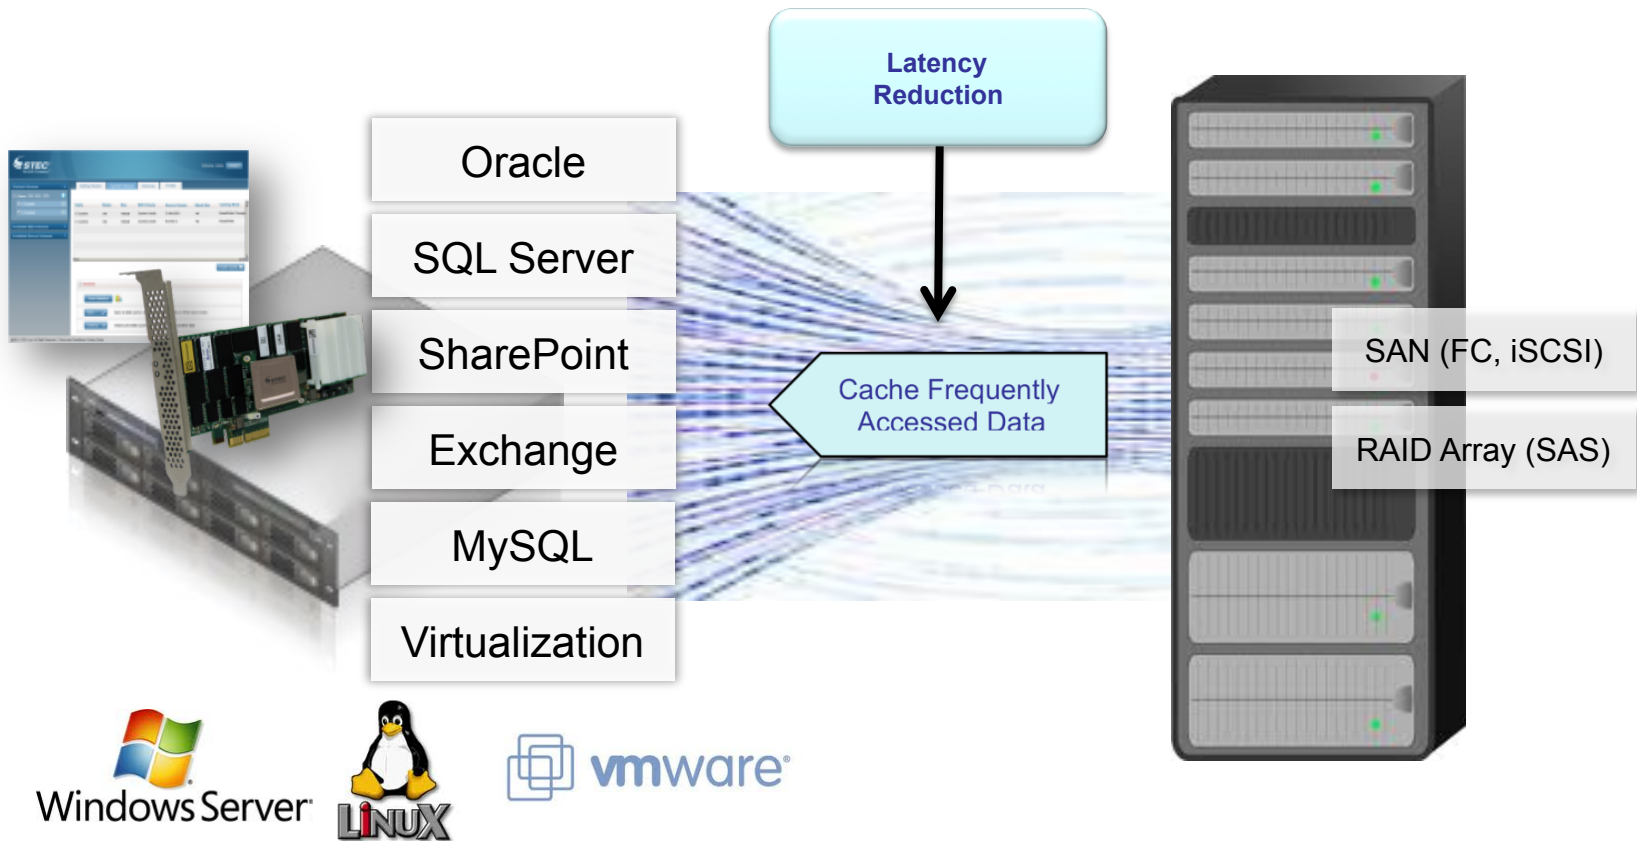 Latency
Reduction
STEC
Oracle
SQL Server
SharePoint
Exchange
MySQL
Virtualization
Cache Frequently
Accessed Data
SAN (FC, iSCSI)
RAID Array (SAS)
Windows Server
LINUX
vmware